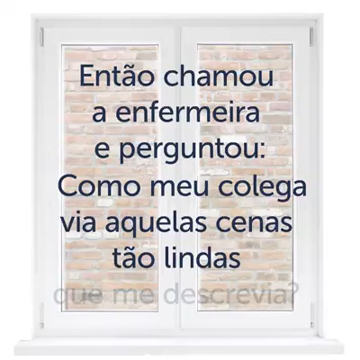 Então chamou
a enfermeira
e perguntou:
Como meu colega
via aquelas cenas
tão lindas
que me descrevia?